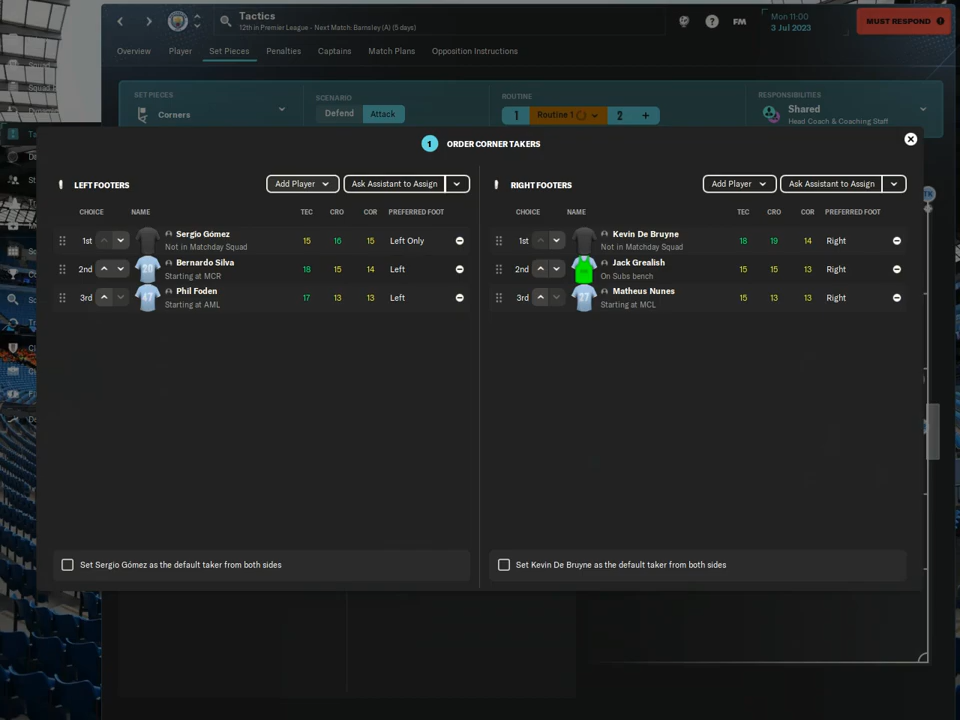 Tactics
12th in Premier League - Next Match: Barnsley (A) (5 days)
FM
Mon 11:00
3 Jul 2023
MUST RESPOND
Overview
Player
Set Pieces
Penalties
Captains
Match Plans
Opposition Instructions
SET PIECES
Corners
SCENARIO
Defend
Attack
ROUTINE
1
Routine 1
2
+
RESPONSIBILITIES
Shared
Head Coach & Coaching Staff
1
ORDER CORNER TAKERS
LEFT FOOTERS
Add Player
Ask Assistant to Assign
CHOICE NAME TEC CRO COR PREFERRED FOOT
1st Sergio Gómez 15 16 15 Left Only
Not in Matchday Squad
2nd 20 Bernardo Silva 18 15 14 Left
Starting at MCR
3rd 47 Phil Foden 17 13 13 Left
Starting at AML
Set Sergio Gómez as the default taker from both sides
RIGHT FOOTERS
Add Player
Ask Assistant to Assign
CHOICE NAME TEC CRO COR PREFERRED FOOT
1st Kevin De Bruyne 18 19 14 Right
Not in Matchday Squad
2nd Jack Grealish 15 15 13 Right
On Subs bench
3rd 27 Matheus Nunes 15 13 13 Right
Starting at MCL
Set Kevin De Bruyne as the default taker from both sides